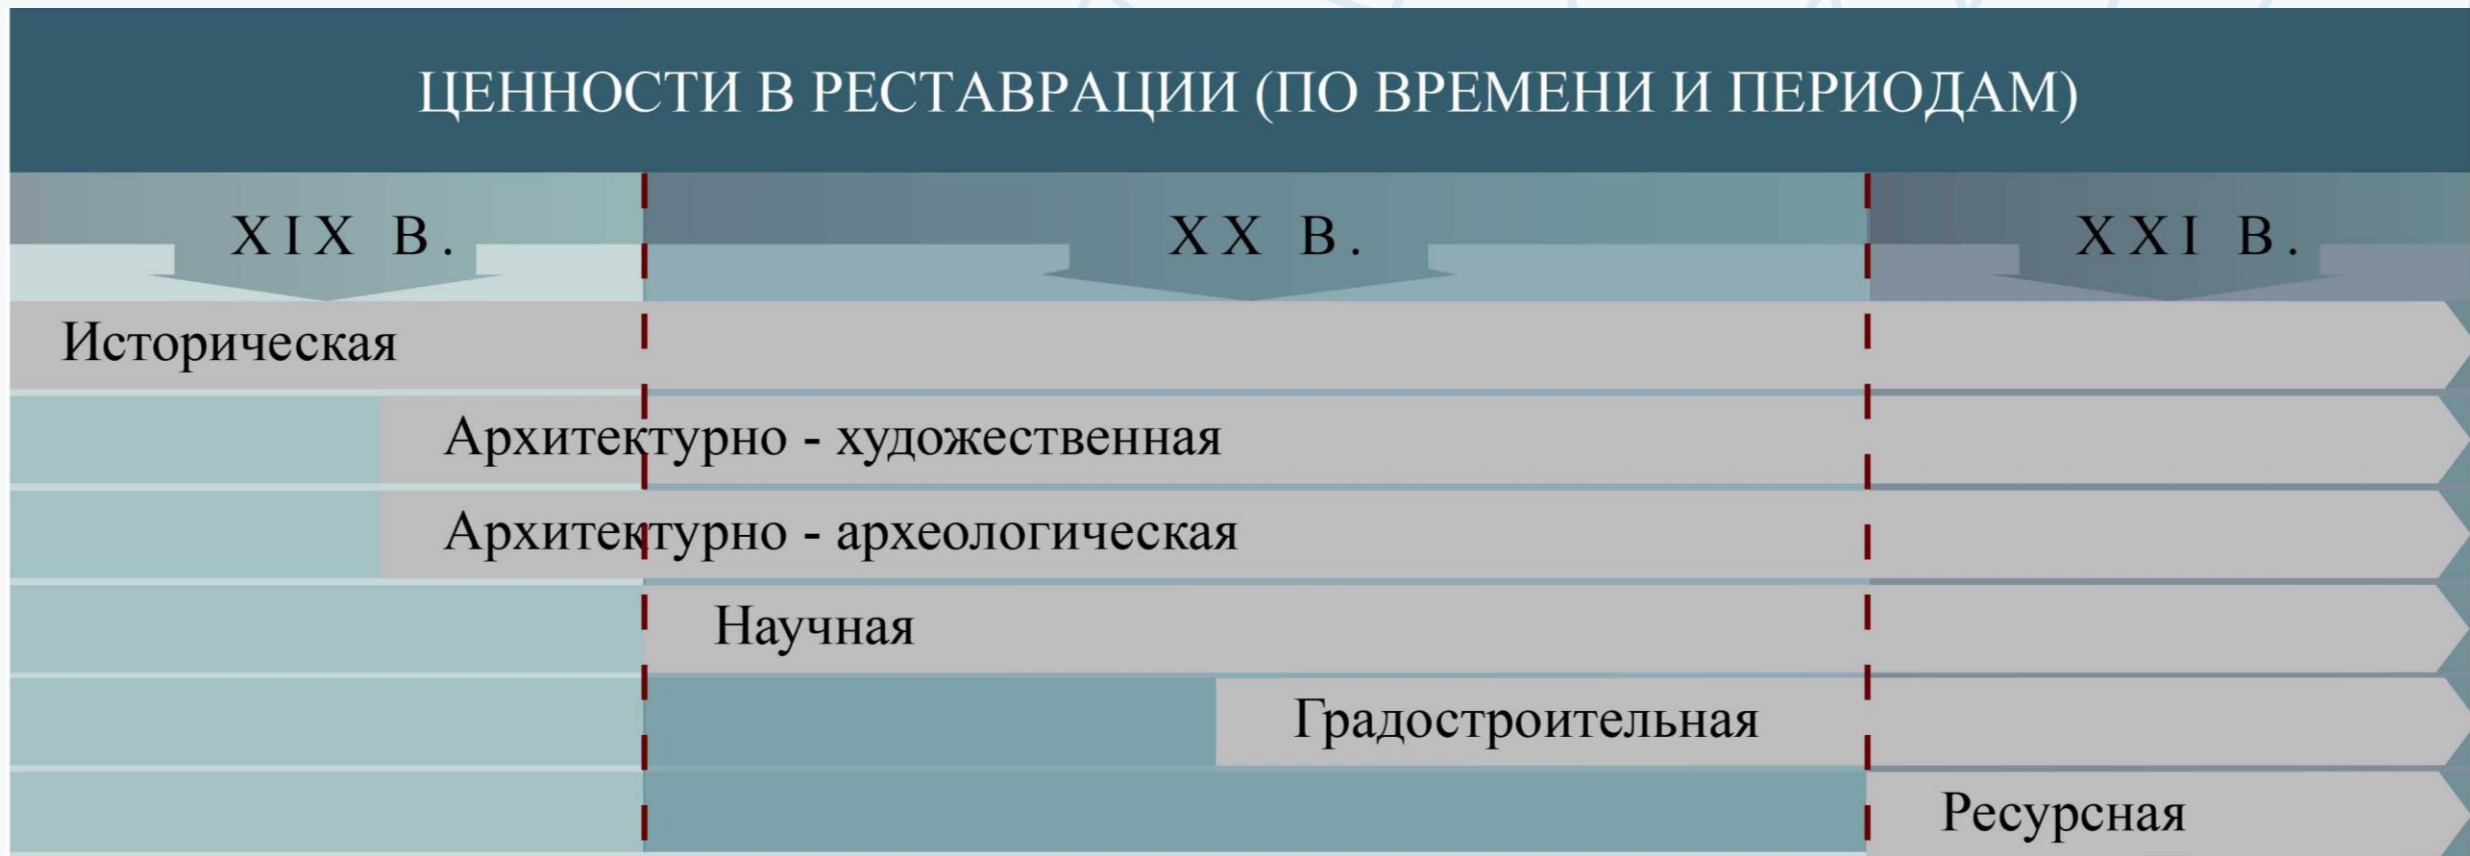 ЦЕННОСТИ В РЕСТАВРАЦИИ (ПО ВРЕМЕНИ И ПЕРИОДАМ)
XIX В. XX В. XXI В.
Историческая
Архитектурно - художественная
Архитектурно - археологическая
Научная
Градостроительная
Ресурсная